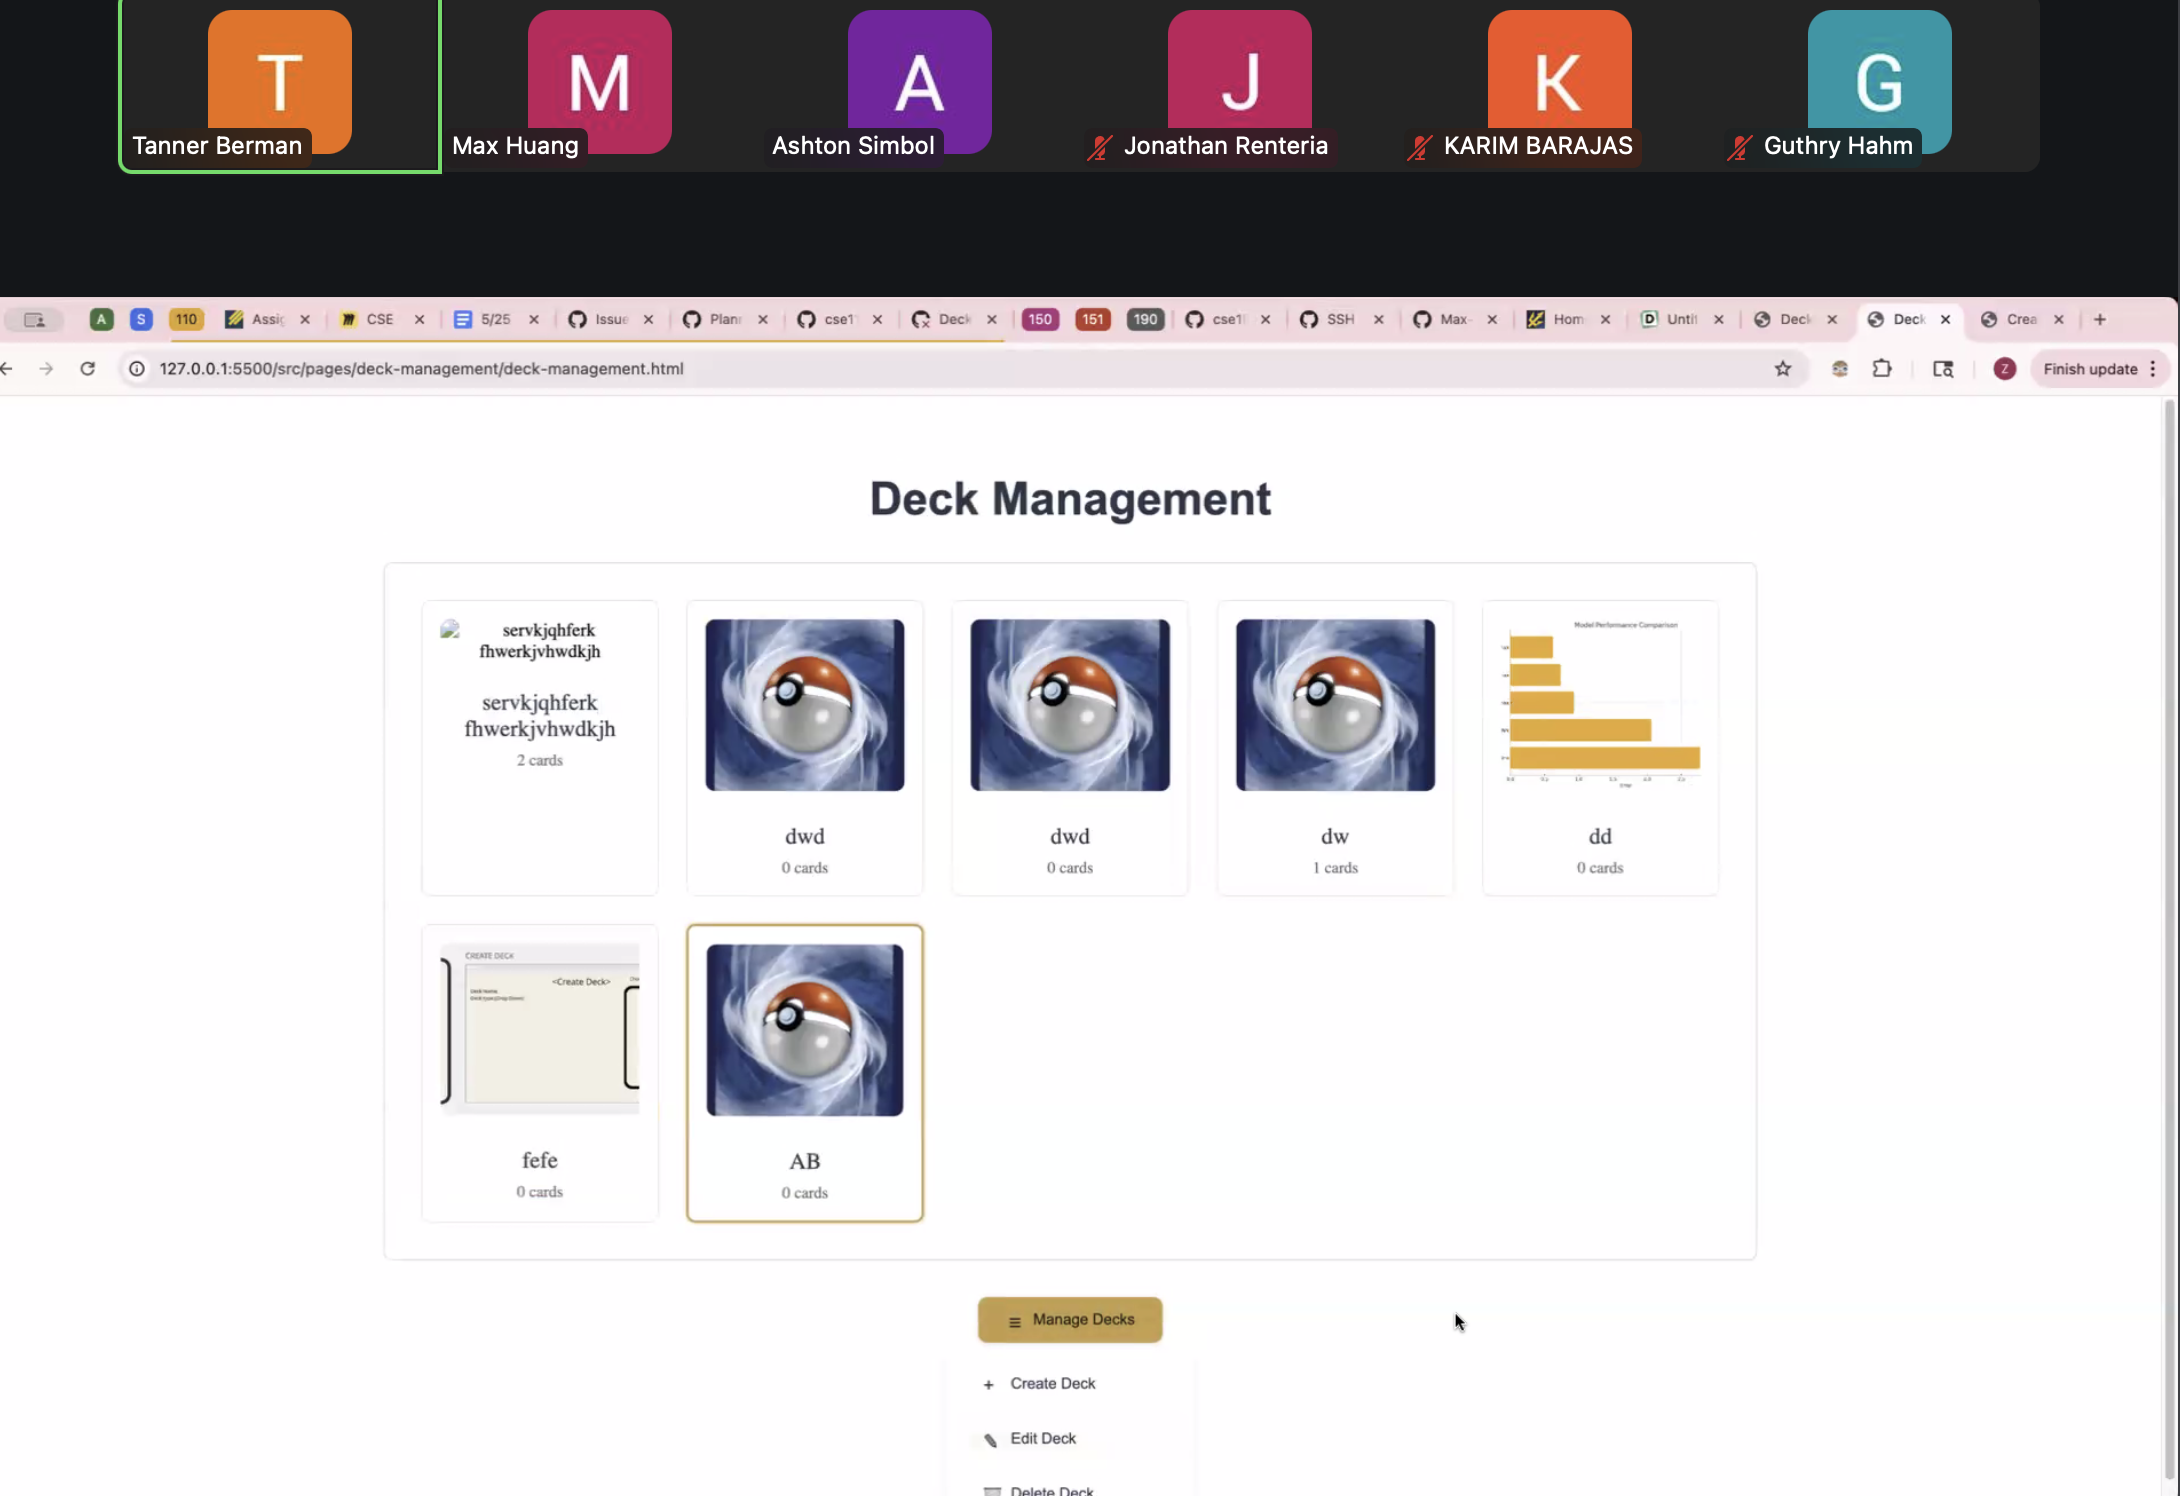 T
M
A
J
K
G
Tanner Berman
Max Huang
Ashton Simbol
Jonathan Renteria
KARIM BARAJAS
Guthry Hahm
A S 110 Assig CSE 5/25 Issue Plan cse1 Deck 150 151 190 cse1 SSH Max- Hom Unti Deck Deck Crea
127.0.0.1:5500/src/pages/deck-management/deck-management.html
Z
Finish update
Deck Management
servkjqhferk
fhwerkjvhwdkjh
servkjqhferk
fhwerkjvhwdkjh
2 cards
dwd
0 cards
dwd
0 cards
dw
1 cards
Model Performance Comparison
dd
0 cards
CREATE DECK
<Create Deck>
fefe
0 cards
AB
0 cards
Manage Decks
Create Deck
Edit Deck
Delete Deck